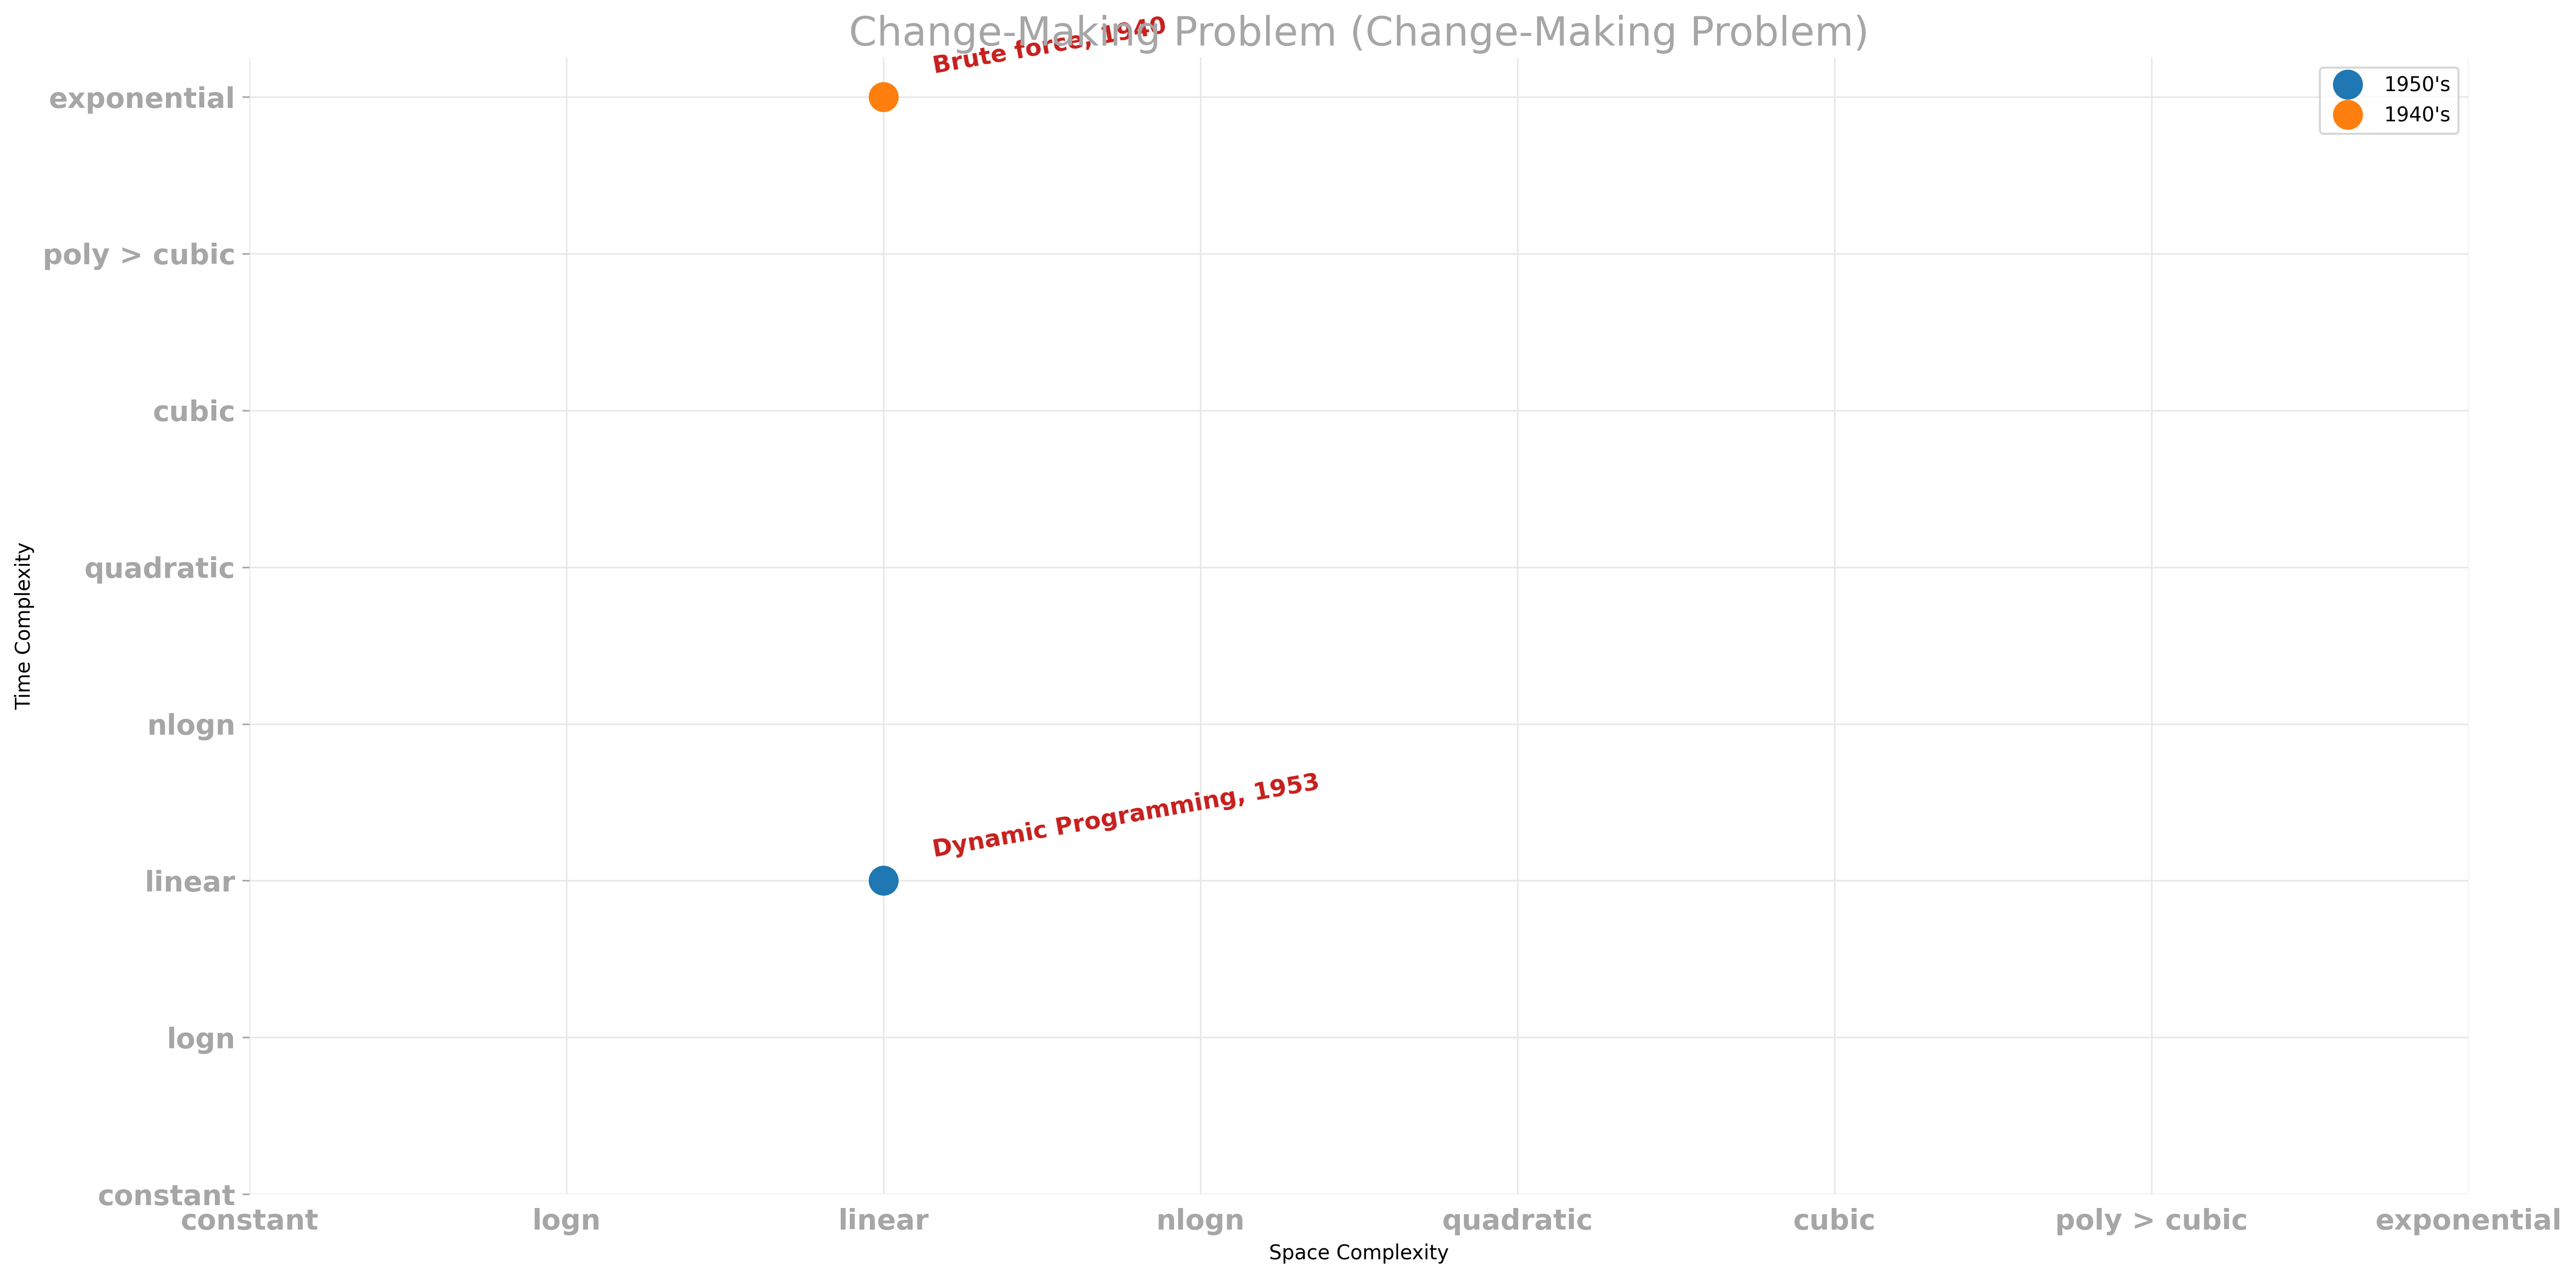 Change-Making Problem (Change-Making Problem)
Brute force, 1940
1950's
1940's
exponential
poly > cubic
cubic
quadratic
nlogn
linear
logn
constant
Time Complexity
Dynamic Programming, 1953
constant
logn
linear
nlogn
quadratic
cubic
poly > cubic
exponential
Space Complexity